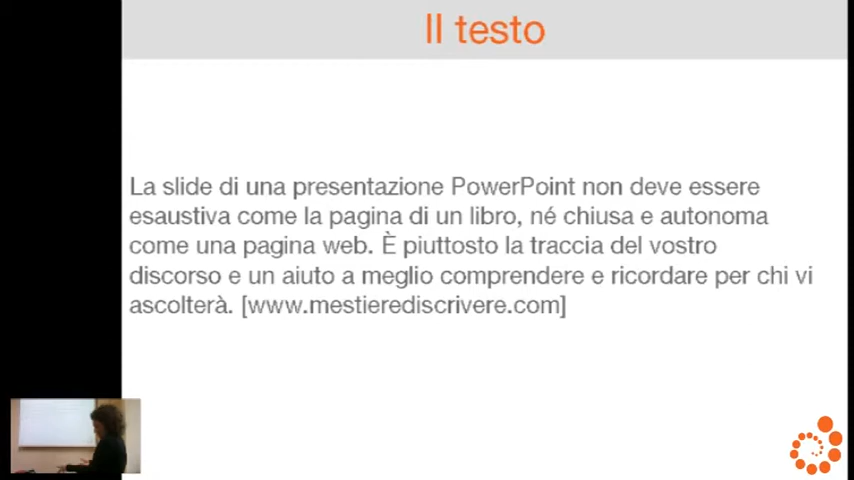 Il testo
La slide di una presentazione PowerPoint non deve essere
esaustiva come la pagina di un libro, né chiusa e autonoma
come una pagina web. È piuttosto la traccia del vostro
discorso e un aiuto a meglio comprendere e ricordare per chi vi
ascolterà. [www.mestierediscrivere.com]